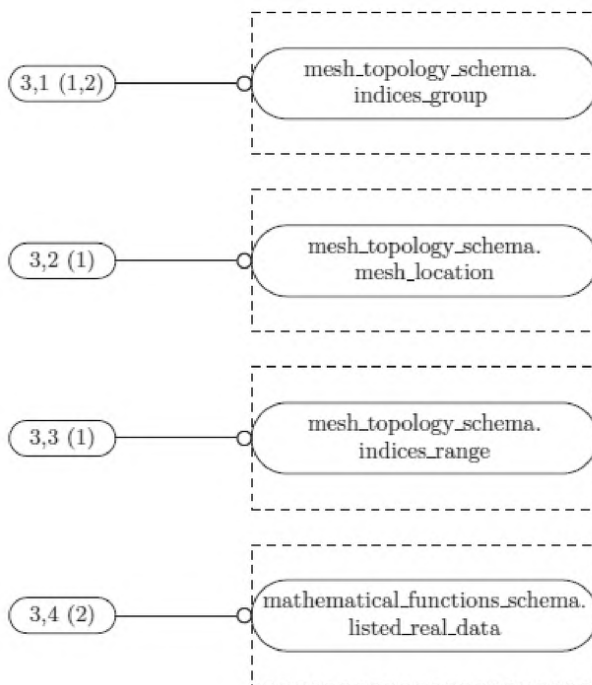 3,1 (1,2)
mesh_topology_schema.
indices_group
3,2 (1)
mesh_topology_schema.
mesh_location
3,3 (1)
mesh_topology_schema.
indices_range
3,4 (2)
mathematical_functions_schema.
listed_real_data